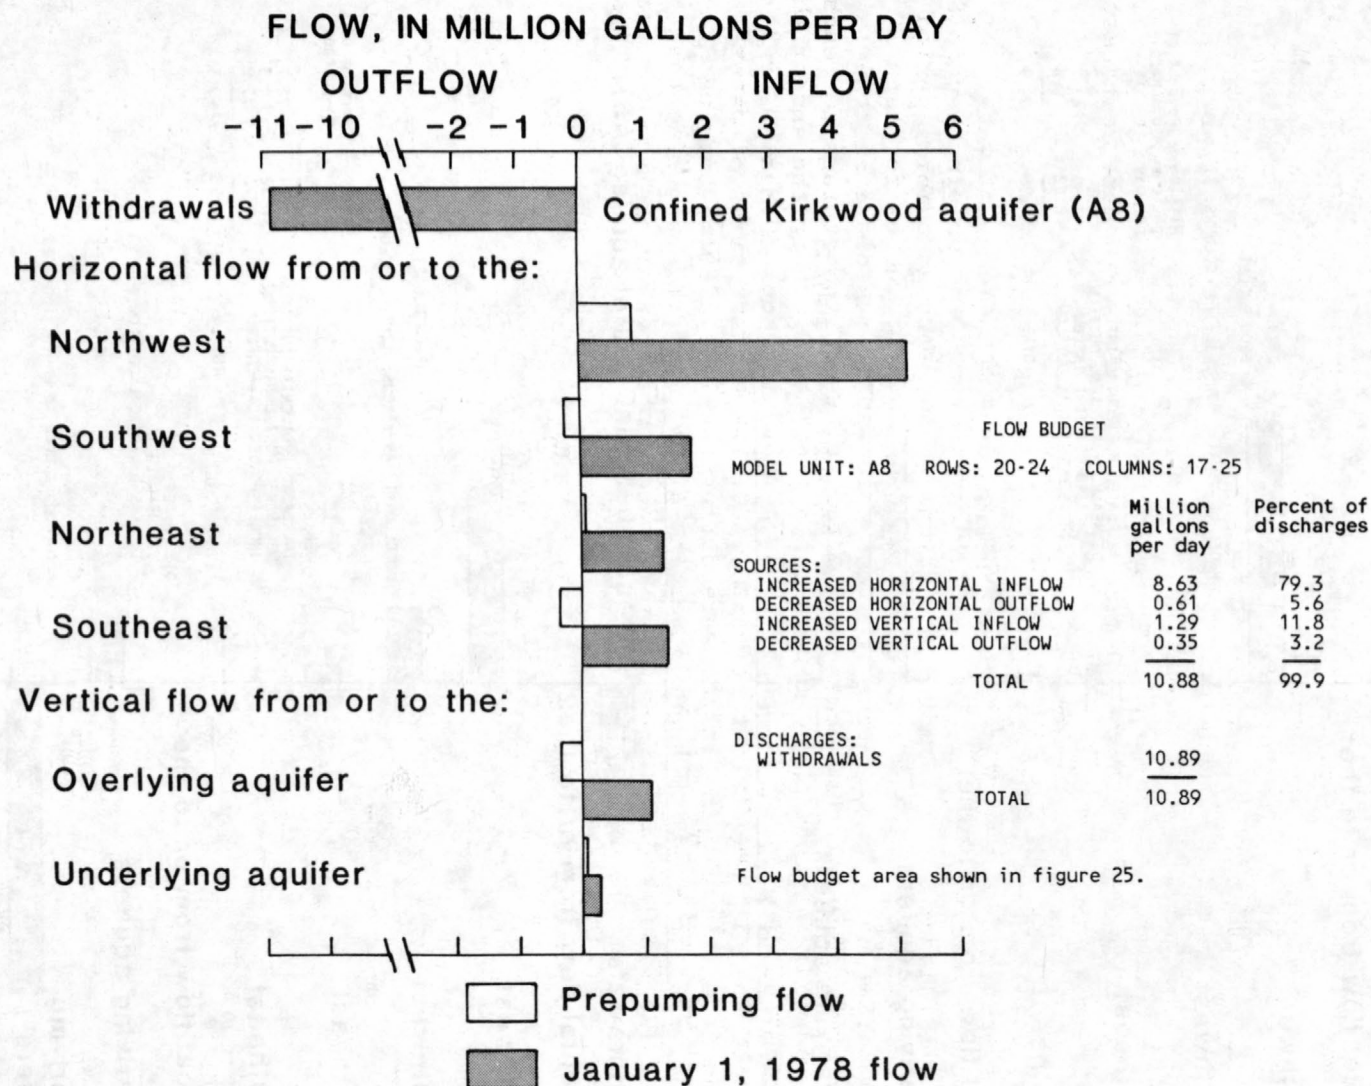 FLOW, IN MILLION GALLONS PER DAY
OUTFLOW INFLOW
−11 −10 −2 −1 0 1 2 3 4 5 6
Withdrawals Confined Kirkwood aquifer (A8)
Horizontal flow from or to the:
Northwest
Southwest
Northeast
Southeast
Vertical flow from or to the:
Overlying aquifer
Underlying aquifer
FLOW BUDGET
MODEL UNIT: A8 ROWS: 20-24 COLUMNS: 17-25
Million Percent of
gallons discharges
per day
SOURCES:
INCREASED HORIZONTAL INFLOW 8.63 79.3
DECREASED HORIZONTAL OUTFLOW 0.61 5.6
INCREASED VERTICAL INFLOW 1.29 11.8
DECREASED VERTICAL OUTFLOW 0.35 3.2
TOTAL 10.88 99.9
DISCHARGES:
WITHDRAWALS 10.89
TOTAL 10.89
Flow budget area shown in figure 25.
Prepumping flow
January 1, 1978 flow